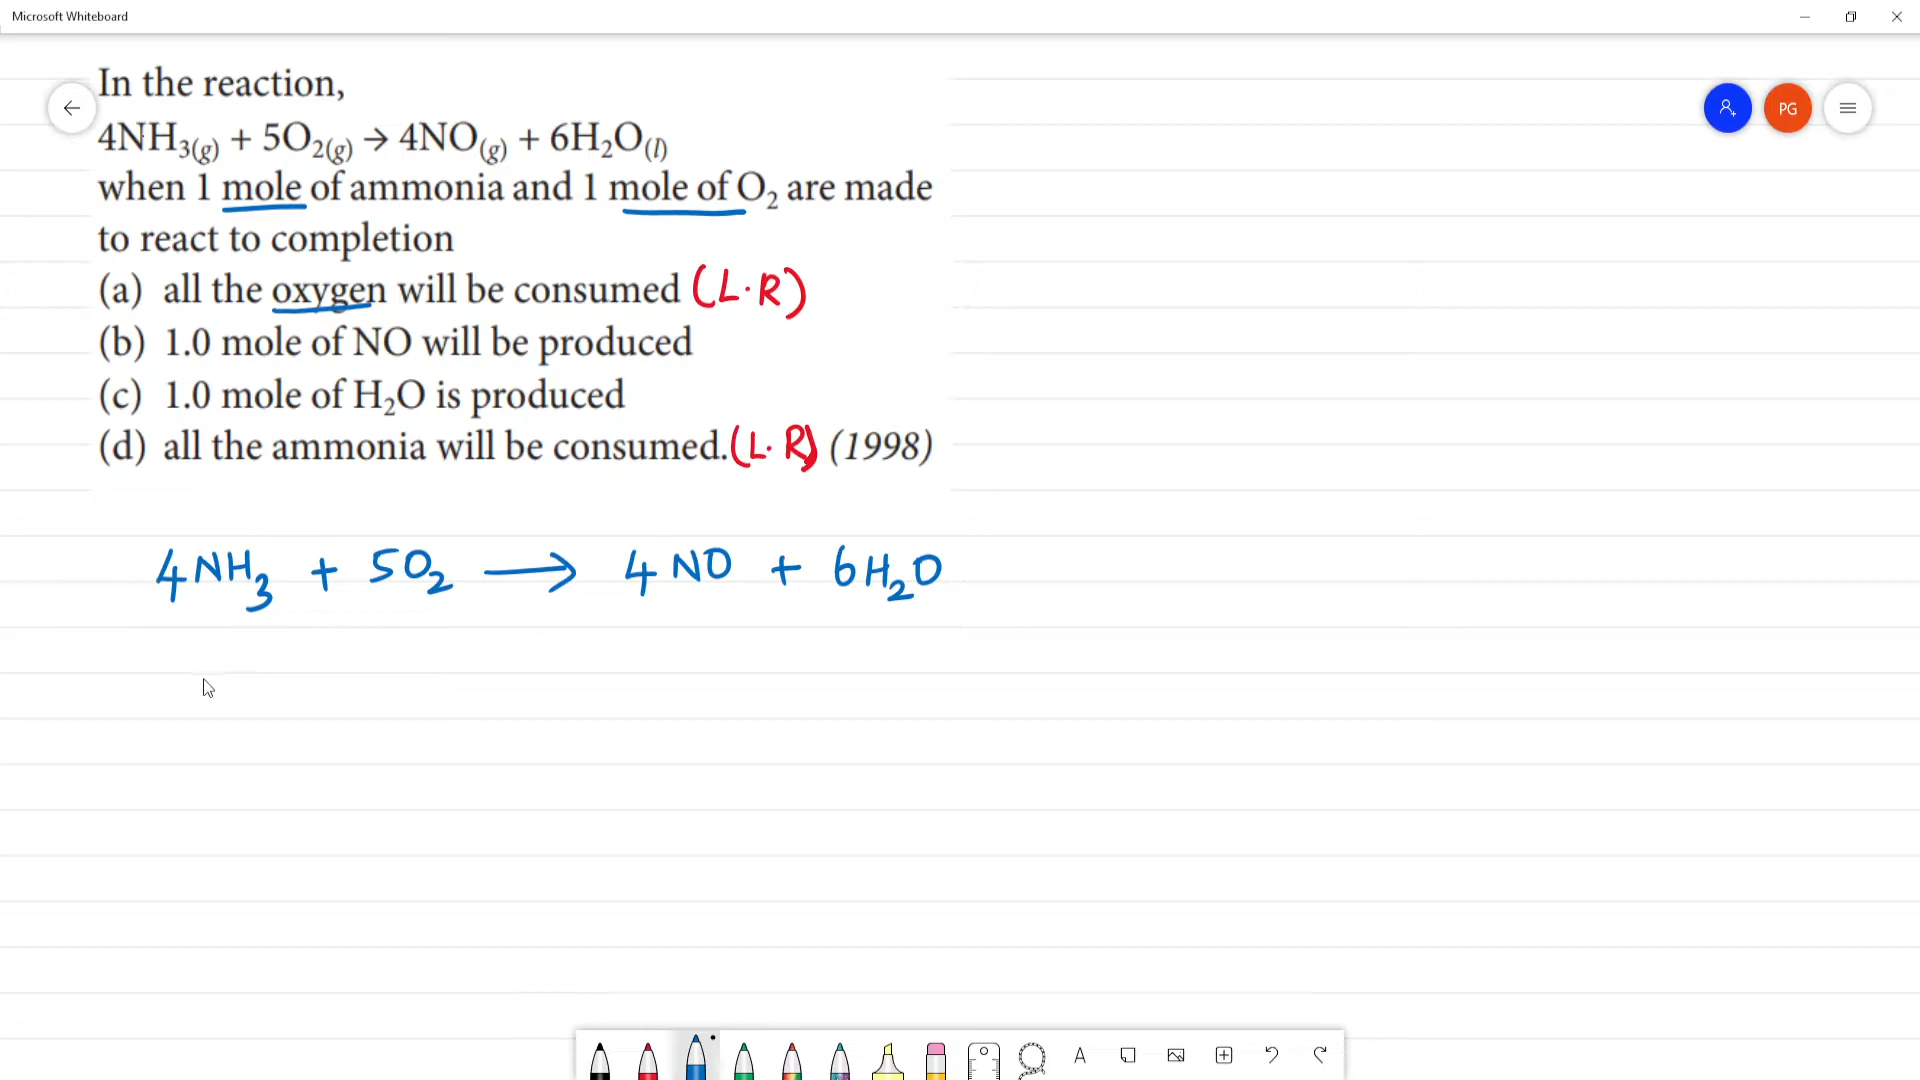 Microsoft Whiteboard
In the reaction,
PG
4NH₃(g) + 5O₂(g) → 4NO(g) + 6H₂O(l)
when 1 mole of ammonia and 1 mole of O₂ are made
to react to completion
(a) all the oxygen will be consumed (L.R)
(b) 1.0 mole of NO will be produced
(c) 1.0 mole of H₂O is produced
(d) all the ammonia will be consumed. (L.R) (1998)
4NH₃ + 5O₂ ⟶ 4NO + 6H₂O
A